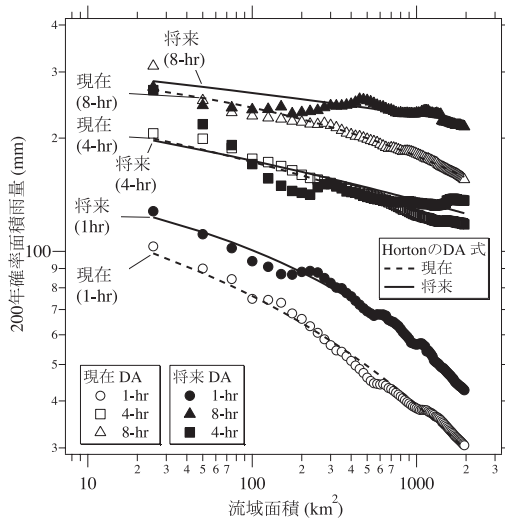 200年確率面積雨量 (mm)
4
3
2
100
9
8
7
6
5
4
3
将来
(8-hr)
現在
(8-hr)
現在
(4-hr)
将来
(4-hr)
将来
(1hr)
現在
(1-hr)
HortonのDA 式
現在
将来
現在 DA
1-hr
4-hr
8-hr
将来 DA
1-hr
8-hr
4-hr
10 2 3 4 5 6 7 100 2 3 4 5 6 7 1000 2
流域面積 (km²)